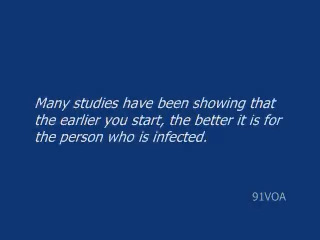 Many studies have been showing that
the earlier you start, the better it is for
the person who is infected.
91VOA